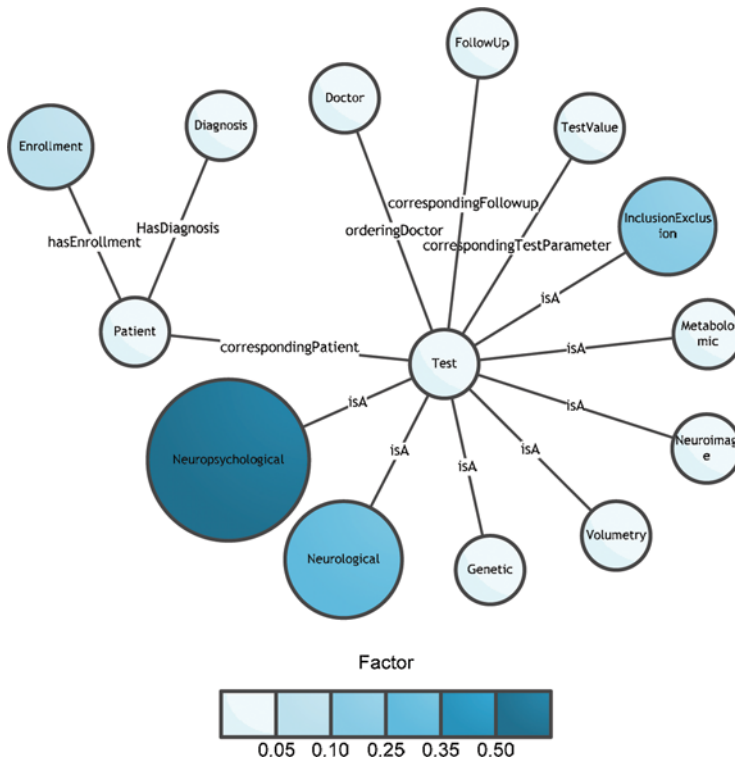 FollowUp
Doctor
Diagnosis
TestValue
Enrollment
correspondingFollowup
InclusionExclus
ion
HasDiagnosis
orderingDoctor
hasEnrollment
correspondingTestParameter
isA
Patient
Metabolo
mic
correspondingPatient
isA
Test
isA
isA
Neuroimag
e
Neuropsychological
isA
isA
isA
Volumetry
Neurological
Genetic
Factor
0.05 0.10 0.25 0.35 0.50